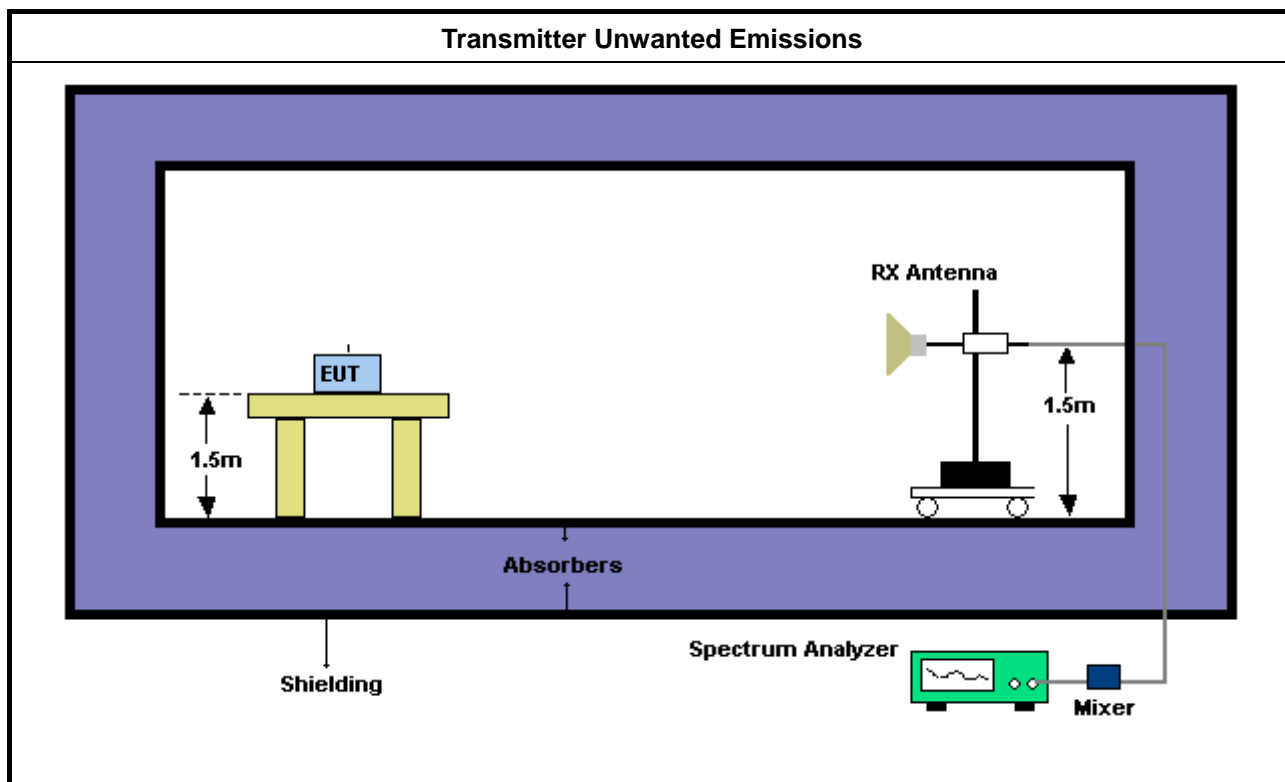 Transmitter Unwanted Emissions
RX Antenna
EUT
1.5m
1.5m
Absorbers
Spectrum Analyzer
Shielding
Mixer